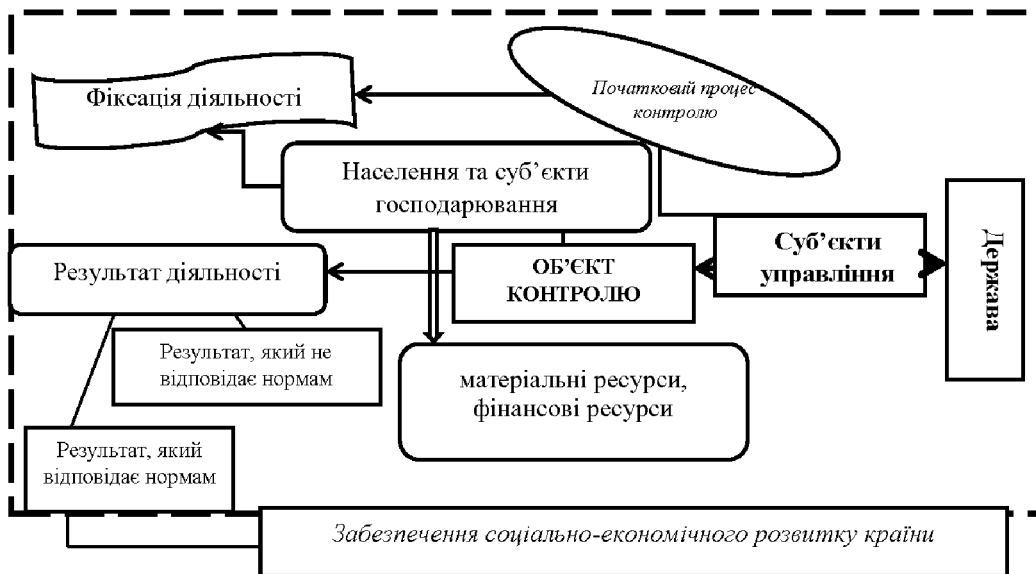 Фіксація діяльності
Початковий процес
контролю
Населення та суб’єкти
господарювання
Держава
Суб’єкти
управління
Результат діяльності
ОБ’ЄКТ
КОНТРОЛЮ
Результат, який не
відповідає нормам
матеріальні ресурси,
фінансові ресурси
Результат, який
відповідає нормам
Забезпечення соціально-економічного розвитку країни